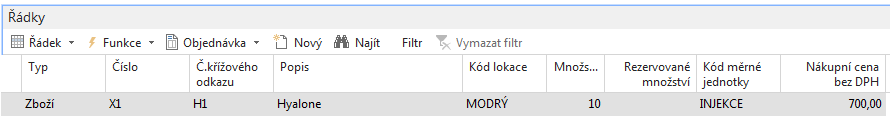 Řádky
Řádek Funkce Objednávka Nový Najít Filtr Vymazat filtr
Typ Číslo Č.křížového odkazu Popis Kód lokace Množs... Rezervované množství Kód měrné jednotky Nákupní cena bez DPH
Zboží X1 H1 Hyalone MODRÝ 10 INJEKCE 700,00